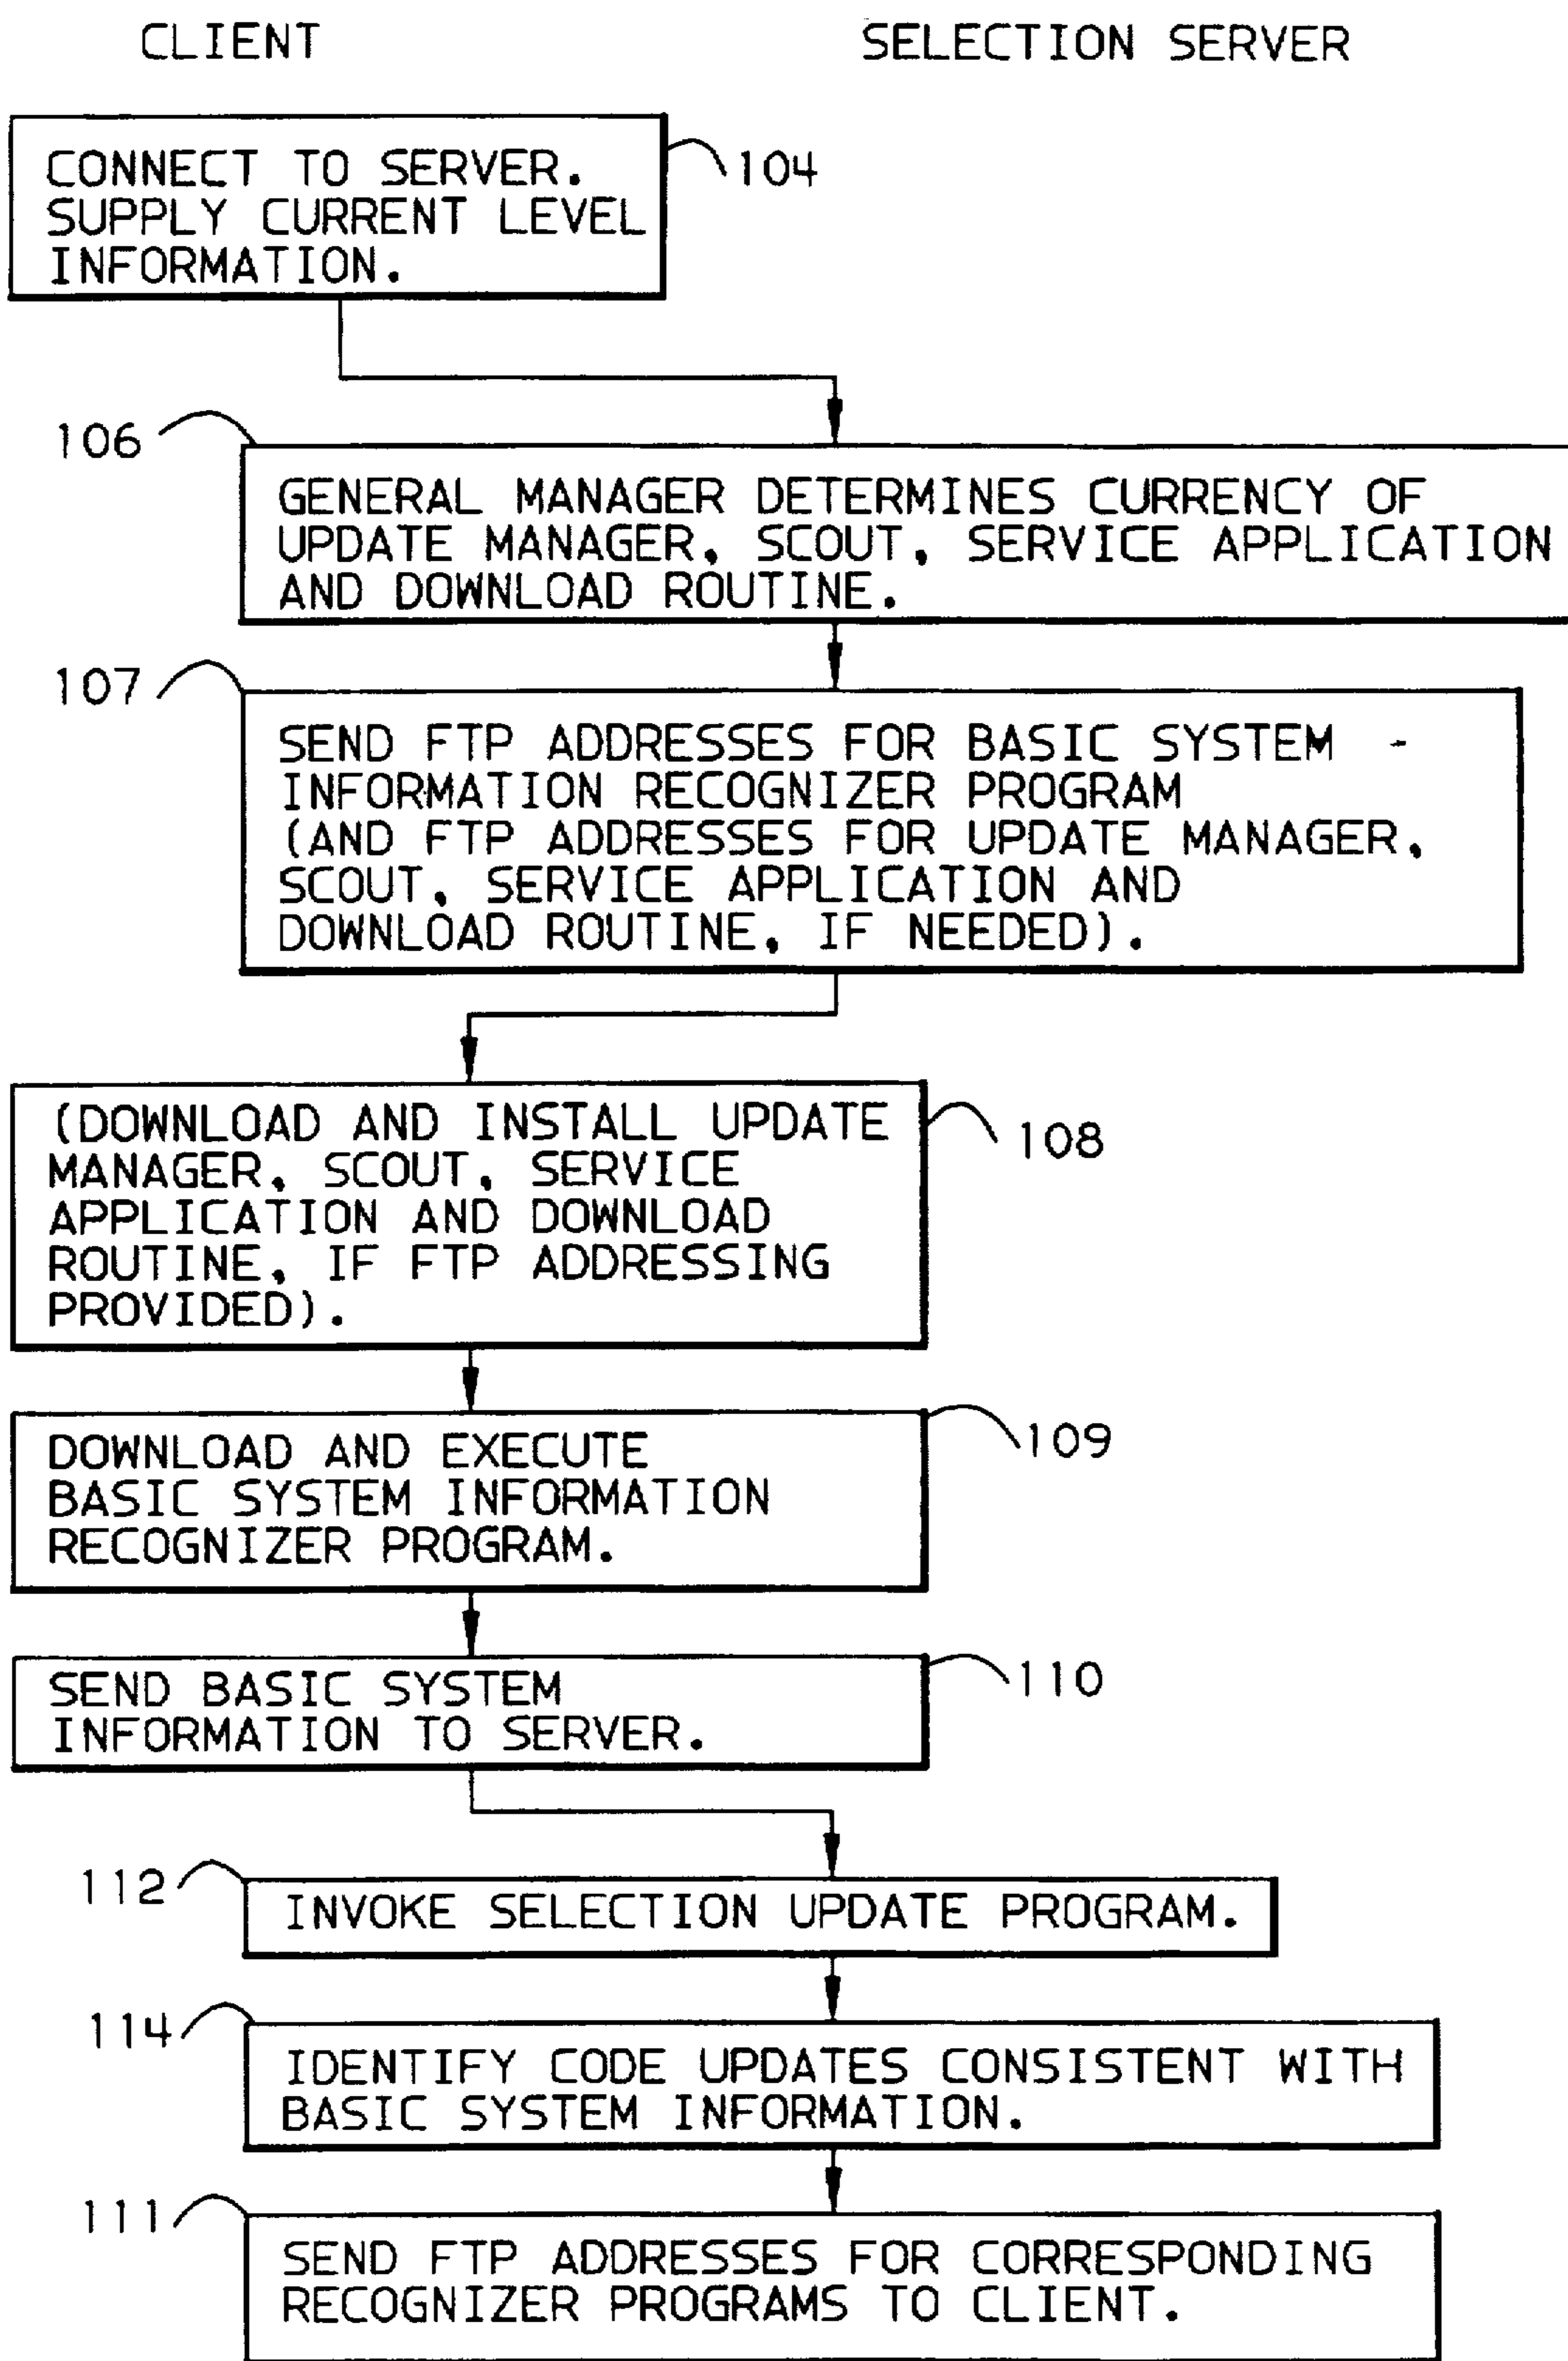 CLIENT
SELECTION SERVER
CONNECT TO SERVER.
SUPPLY CURRENT LEVEL
INFORMATION.
104
106
GENERAL MANAGER DETERMINES CURRENCY OF
UPDATE MANAGER, SCOUT, SERVICE APPLICATION
AND DOWNLOAD ROUTINE.
107
SEND FTP ADDRESSES FOR BASIC SYSTEM -
INFORMATION RECOGNIZER PROGRAM
(AND FTP ADDRESSES FOR UPDATE MANAGER,
SCOUT, SERVICE APPLICATION AND
DOWNLOAD ROUTINE, IF NEEDED).
(DOWNLOAD AND INSTALL UPDATE
MANAGER, SCOUT, SERVICE
APPLICATION AND DOWNLOAD
ROUTINE, IF FTP ADDRESSING
PROVIDED).
108
DOWNLOAD AND EXECUTE
BASIC SYSTEM INFORMATION
RECOGNIZER PROGRAM.
109
SEND BASIC SYSTEM
INFORMATION TO SERVER.
110
112
INVOKE SELECTION UPDATE PROGRAM.
114
IDENTIFY CODE UPDATES CONSISTENT WITH
BASIC SYSTEM INFORMATION.
111
SEND FTP ADDRESSES FOR CORRESPONDING
RECOGNIZER PROGRAMS TO CLIENT.